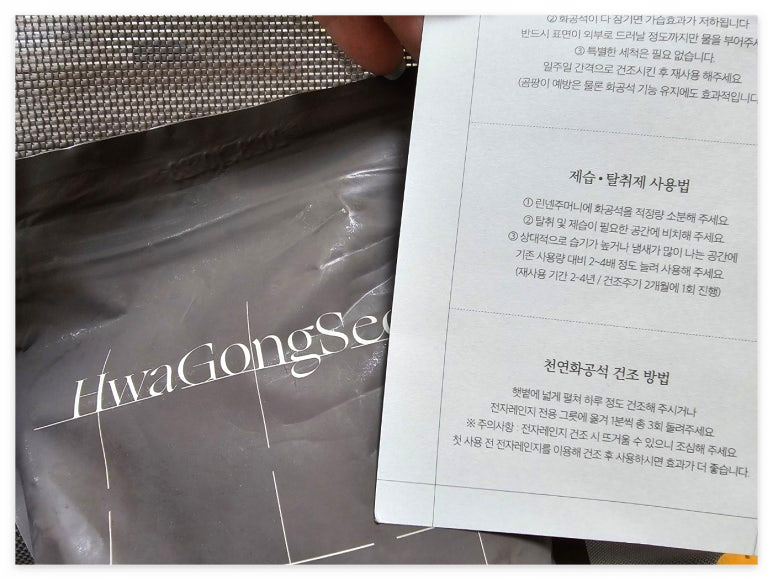 ② 화공석이 다 잠기면 가습효과가 저하됩니다
반드시 표면이 외부로 드러날 정도까지만 물을 부어주세
③ 특별한 세척은 필요 없습니다.
일주일 간격으로 건조시킨 후 재사용 해주세요
(곰팡이 예방은 물론 화공석 기능 유지에도 효과적입니다
제습 • 탈취제 사용법
① 린넨주머니에 화공석을 적정량 소분해 주세요
② 탈취 및 제습이 필요한 공간에 비치해 주세요
③ 상대적으로 습기가 높거나 냄새가 많이 나는 공간에
기존 사용량 대비 2~4배 정도 늘려 사용해 주세요
(재사용 기간 2-4년 / 건조주기 2개월에 1회 진행)
천연화공석 건조 방법
햇볕에 넓게 펼쳐 하루 정도 건조해 주시거나
전자레인지 전용 그릇에 옮겨 1분씩 총 3회 돌려주세요
※ 주의사항 : 전자레인지 건조 시 뜨거울 수 있으니 조심해 주세요
첫 사용 전 전자레인지를 이용해 건조 후 사용하시면 효과가 더 좋습니다.
HwaGongSeo